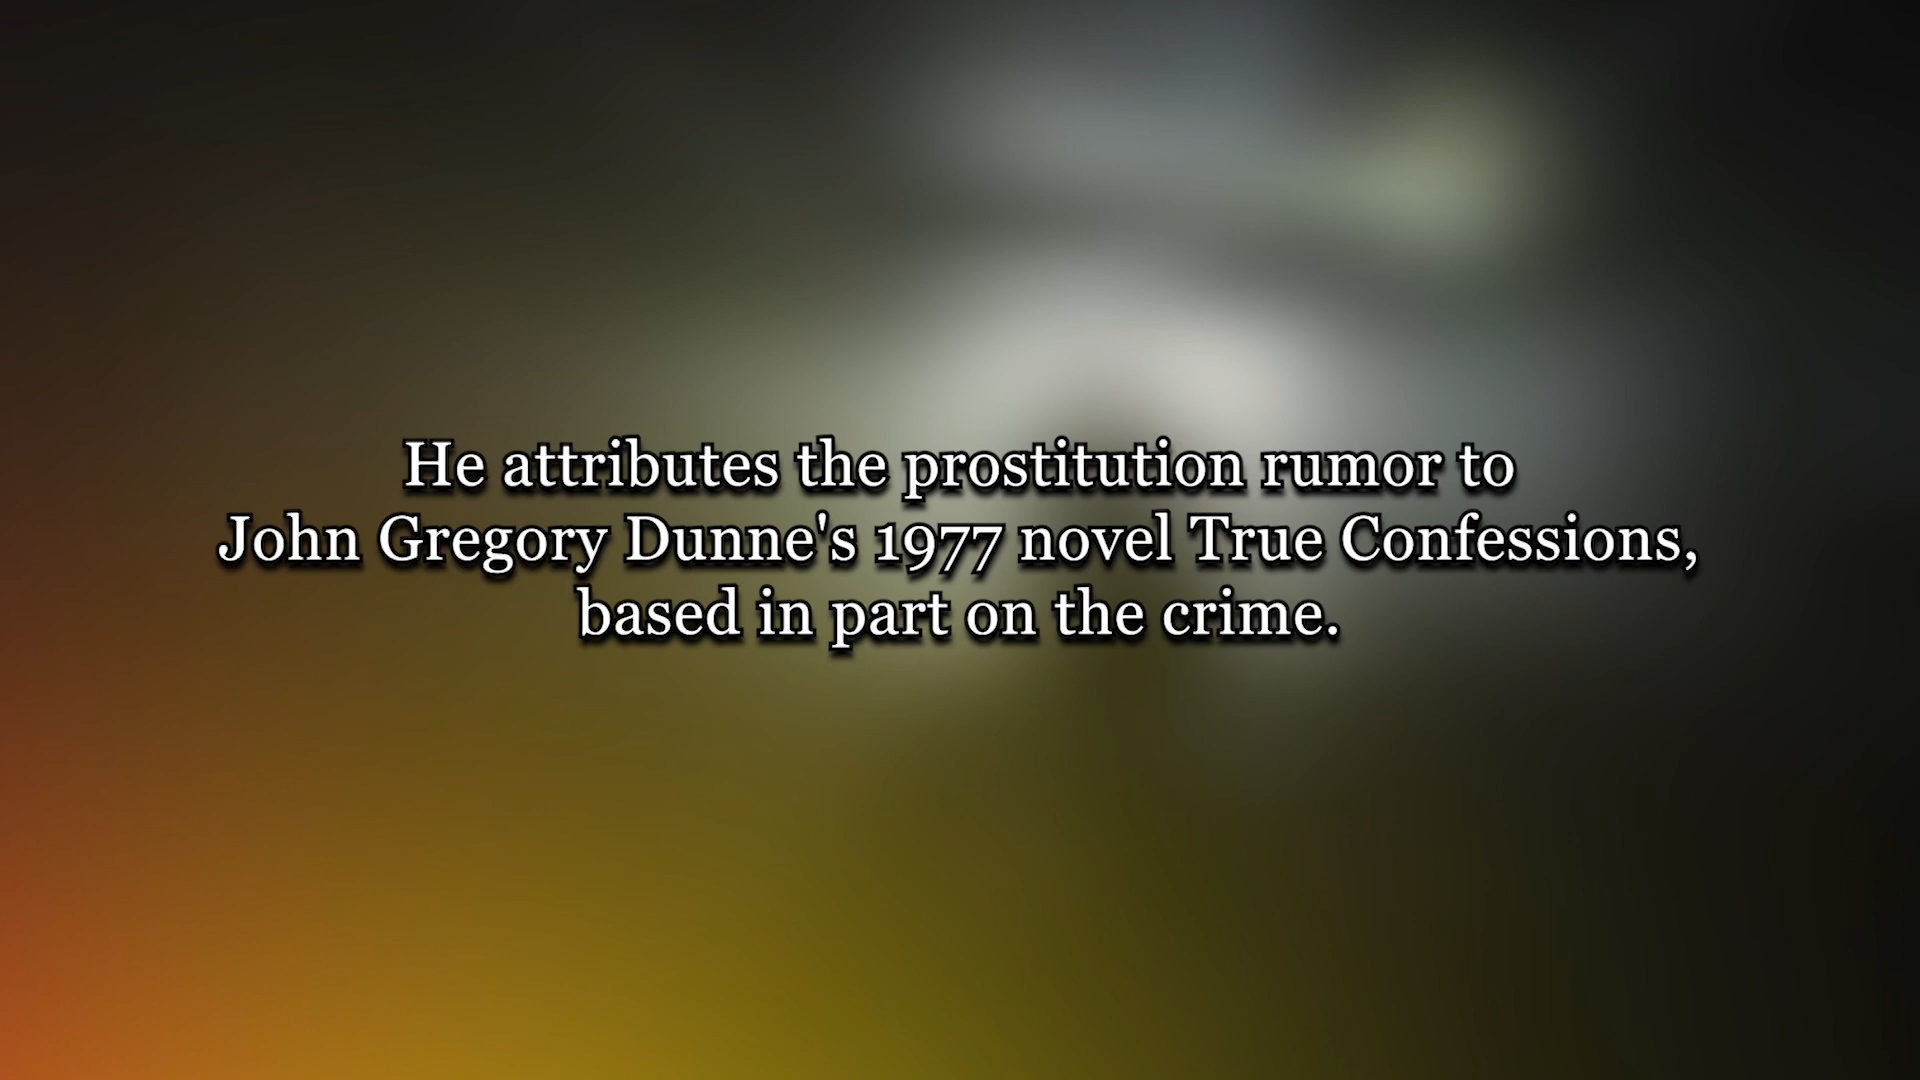 He attributes the prostitution rumor to
John Gregory Dunne's 1977 novel True Confessions,
based in part on the crime.